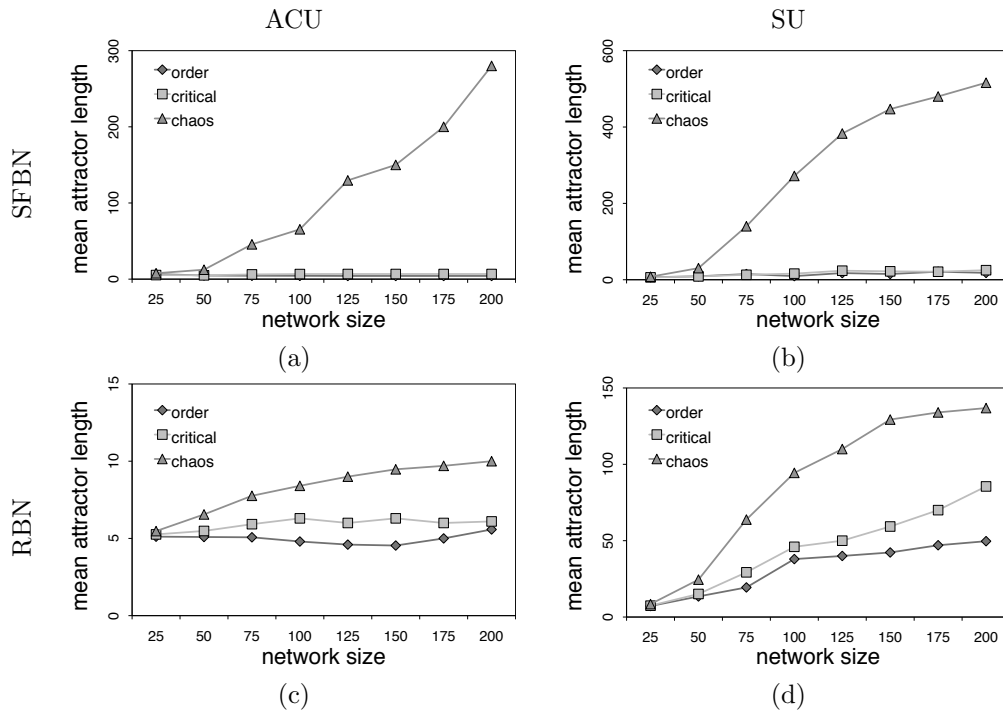 ACU
SU
SFBN
mean attractor length
300
200
100
0
order
critical
chaos
25 50 75 100 125 150 175 200
network size
(a)
mean attractor length
600
400
200
0
order
critical
chaos
25 50 75 100 125 150 175 200
network size
(b)
RBN
mean attractor length
15
10
5
0
order
critical
chaos
25 50 75 100 125 150 175 200
network size
(c)
mean attractor length
150
100
50
0
order
critical
chaos
25 50 75 100 125 150 175 200
network size
(d)